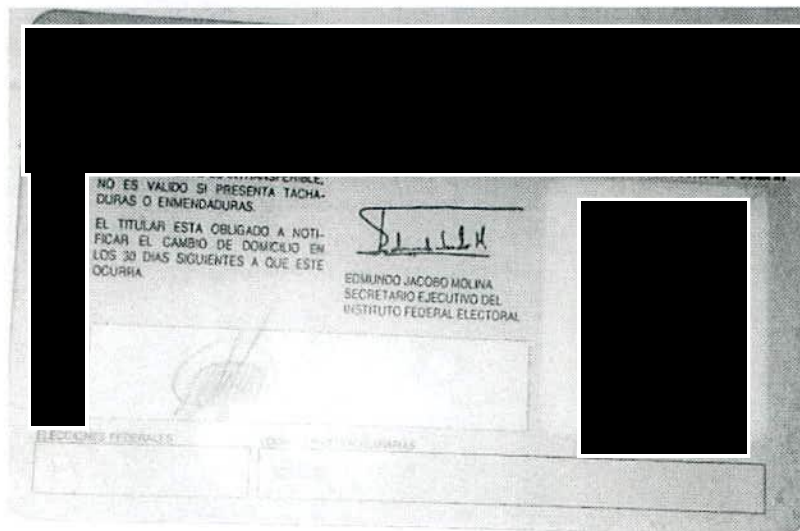 NO ES VALIDO SI PRESENTA TACHA-
DURAS O ENMENDADURAS.
EL TITULAR ESTA OBLIGADO A NOTI-
FICAR EL CAMBIO DE DOMICILIO EN
LOS 30 DIAS SIGUIENTES A QUE ESTE
OCURRA.
EDMUNDO JACOBO MOLINA
SECRETARIO EJECUTIVO DEL
INSTITUTO FEDERAL ELECTORAL
ELECCIONES FEDERALES